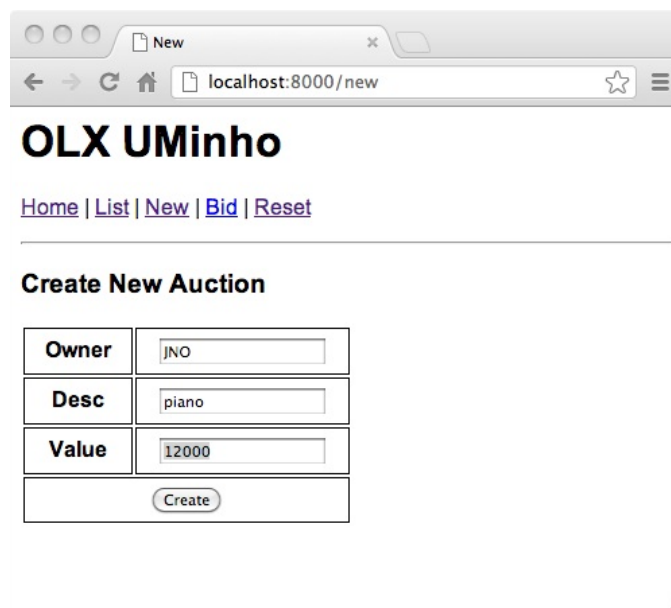 New
localhost:8000/new
OLX UMinho
Home | List | New | Bid | Reset
Create New Auction
Owner JNO
Desc piano
Value 12000
Create